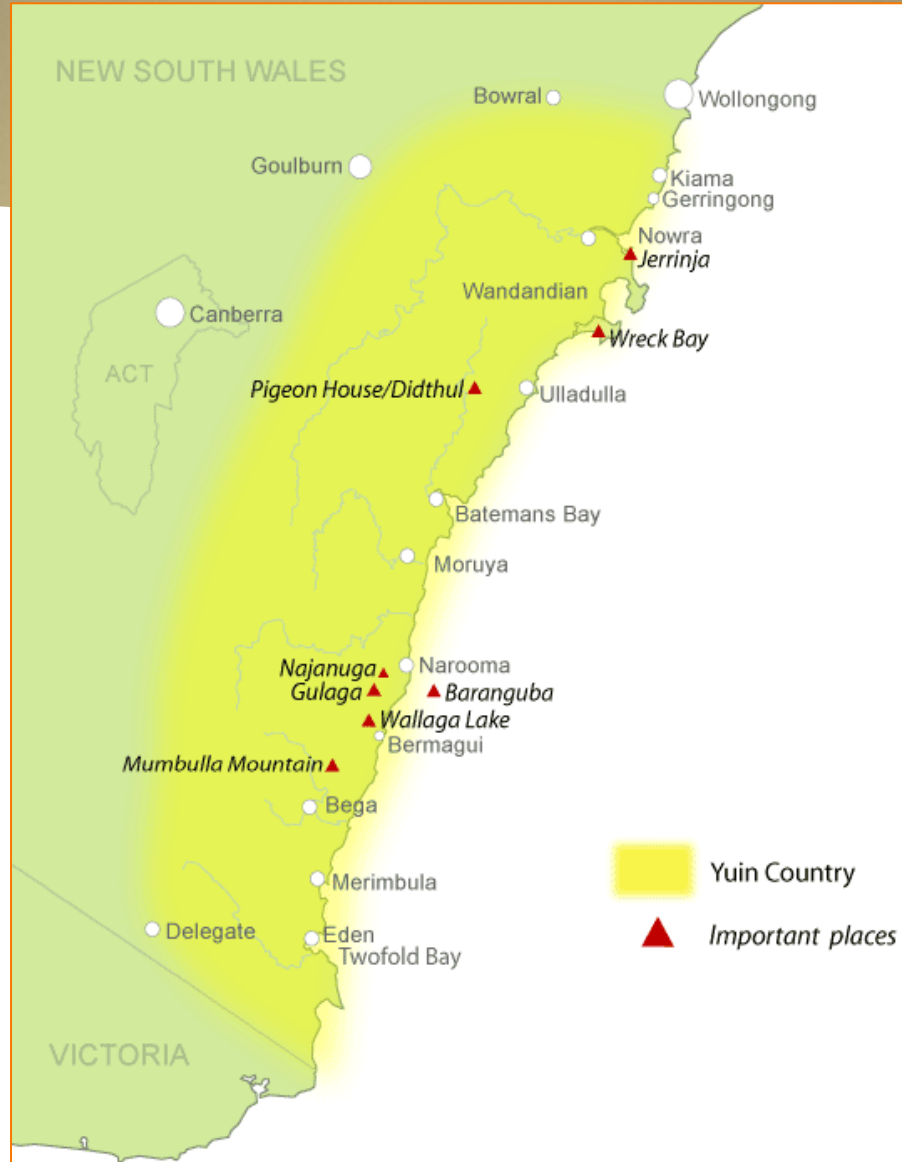 NEW SOUTH WALES
Bowral
Wollongong
Goulburn
Kiama
Gerringong
Nowra
Jerrinja
Wandandian
Canberra
Wreck Bay
ACT
Pigeon House/Didthul
Ulladulla
Batemans Bay
Moruya
Narooma
Najanuga
Gulaga
Baranguba
Wallaga Lake
Bermagui
Mumbulla Mountain
Bega
Yuin Country
Merimbula
Delegate
Eden
Important places
Twofold Bay
VICTORIA